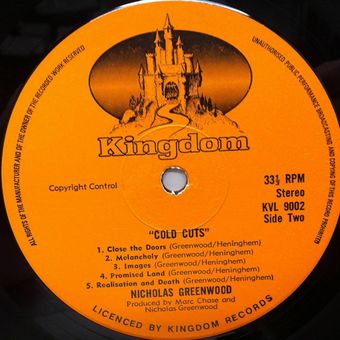 ALL RIGHTS OF THE MANUFACTURER AND OF THE OWNER OF THE RECORDED WORK RESERVED
UNAUTHORISED PUBLIC PERFORMANCE BROADCASTING AND COPYING OF THIS RECORD PROHIBITED
Kingdom
Copyright Control
33⅓ RPM
Stereo
KVL 9002
Side Two
"COLD CUTS"
1. Close the Doors (Greenwood/Heninghem)
2. Melancholy (Greenwood/Heninghem)
3. Images (Greenwood/Heninghem)
4. Promised Land (Greenwood/Heninghem)
5. Realisation and Death (Greenwood/Heninghem)
NICHOLAS GREENWOOD
Produced by Marc Chase and
Nicholas Greenwood
LICENCED BY KINGDOM RECORDS